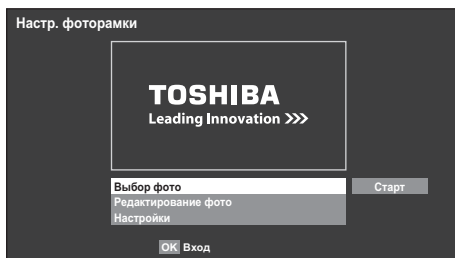 Настр. фоторамки
TOSHIBA
Leading Innovation >>>
Выбор фото
Старт
Редактирование фото
Настройки
OK Вход